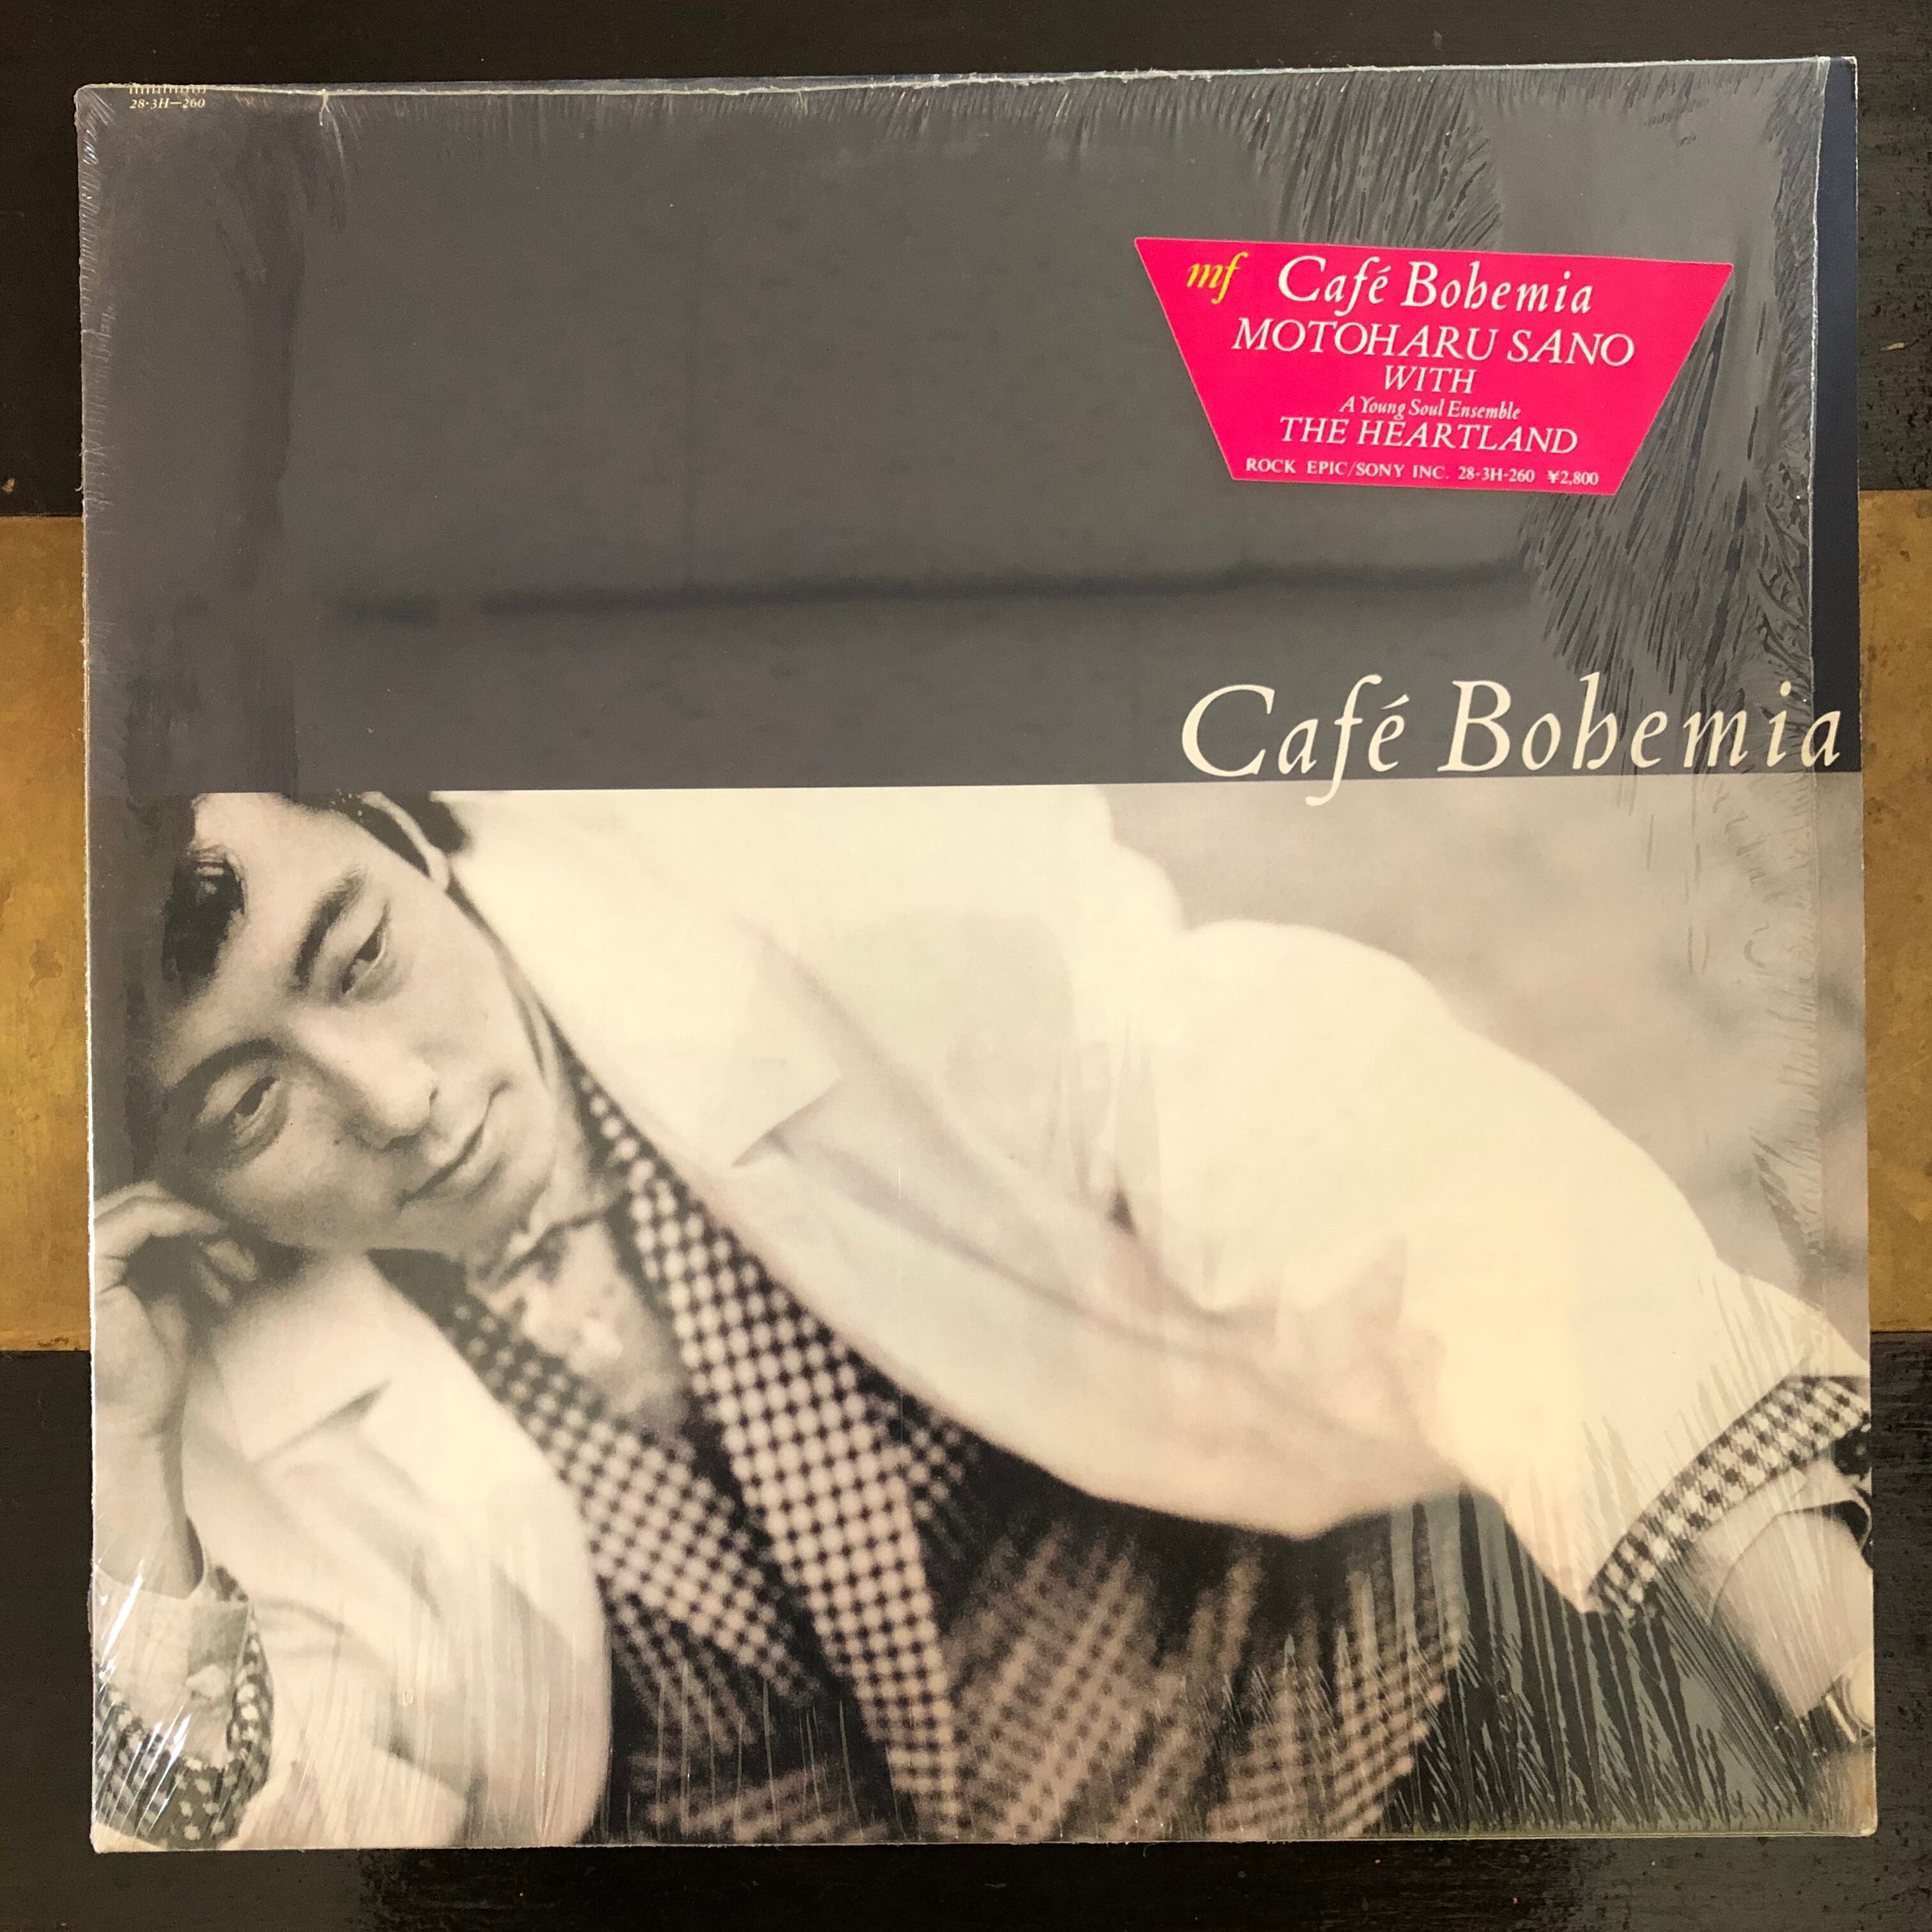 28·3H—260
mf Café Bohemia
MOTOHARU SANO
WITH
A Young Soul Ensemble
THE HEARTLAND
ROCK EPIC/SONY INC. 28·3H-260 ¥2,800
Café Bohemia